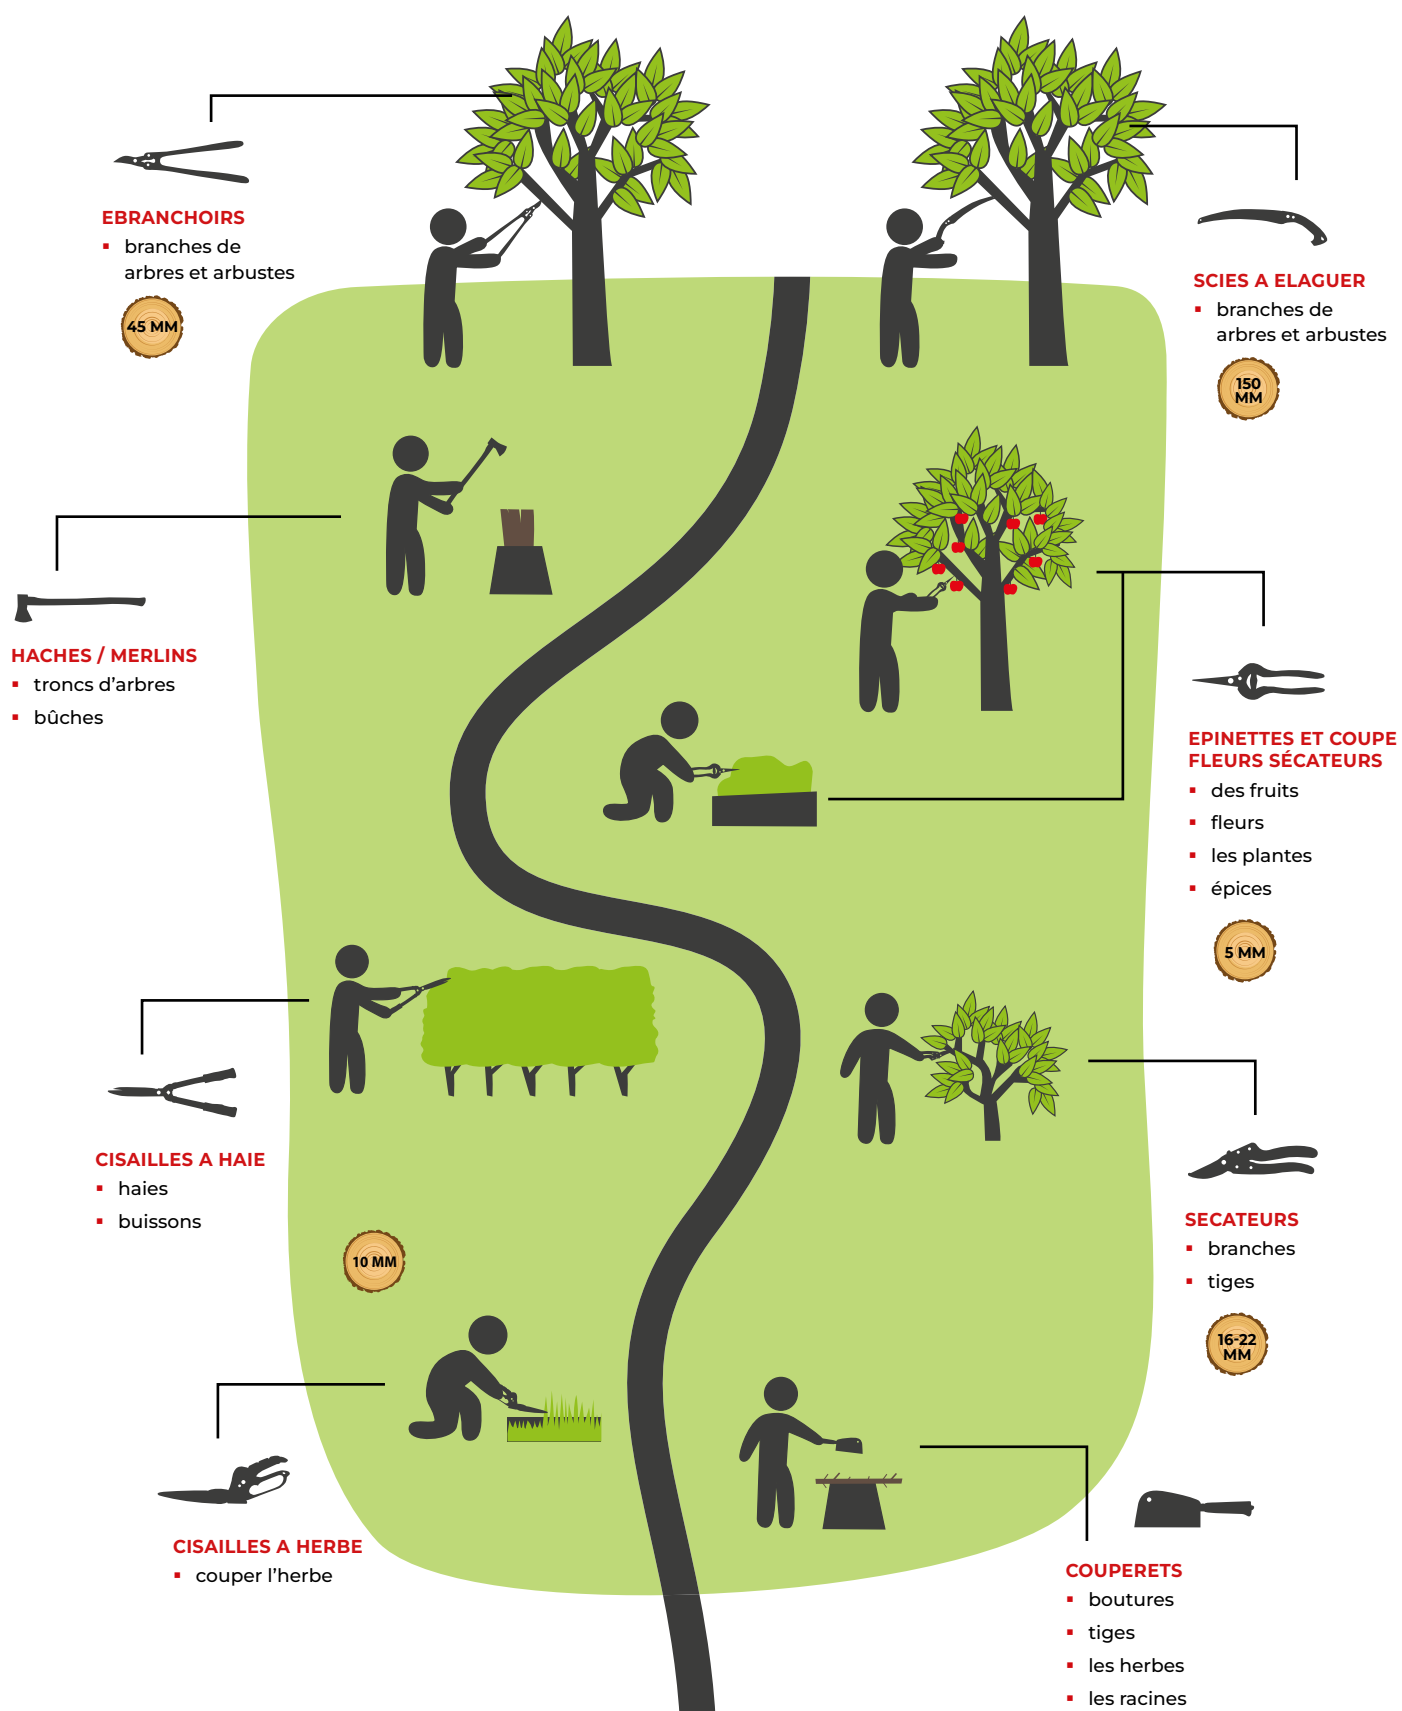 EBRANCHOIRS
▪ branches de
arbres et arbustes
45 MM
SCIES A ELAGUER
▪ branches de
arbres et arbustes
150
MM
HACHES / MERLINS
▪ troncs d’arbres
▪ bûches
EPINETTES ET COUPE
FLEURS SÉCATEURS
▪ des fruits
▪ fleurs
▪ les plantes
▪ épices
5 MM
CISAILLES A HAIE
▪ haies
▪ buissons
10 MM
SECATEURS
▪ branches
▪ tiges
16-22
MM
CISAILLES A HERBE
▪ couper l’herbe
COUPERETS
▪ boutures
▪ tiges
▪ les herbes
▪ les racines